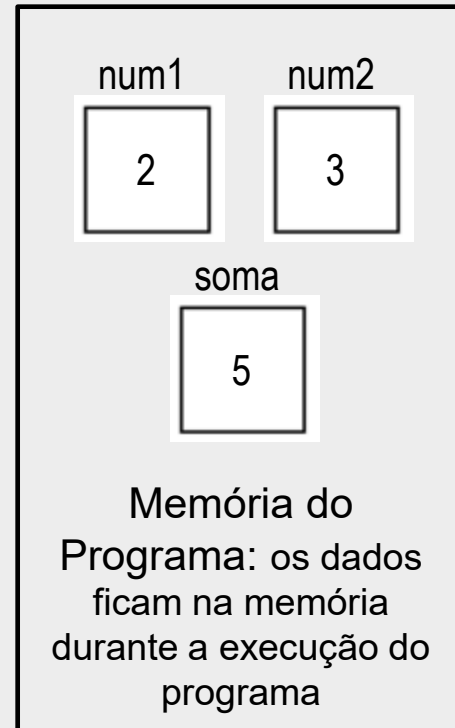 num1 num2
2 3
soma
5
Memória do
Programa: os dados
ficam na memória
durante a execução do
programa